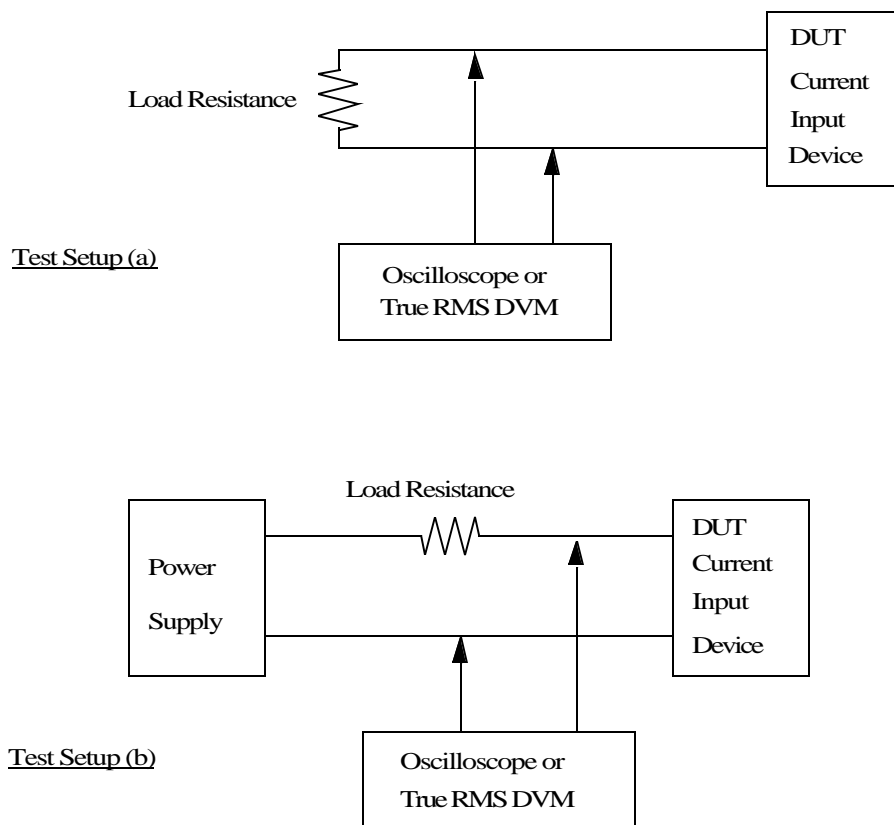 DUT
Current
Input
Device
Load Resistance
Test Setup (a)
Oscilloscope or
True RMS DVM
Load Resistance
Power
Supply
DUT
Current
Input
Device
Test Setup (b)
Oscilloscope or
True RMS DVM